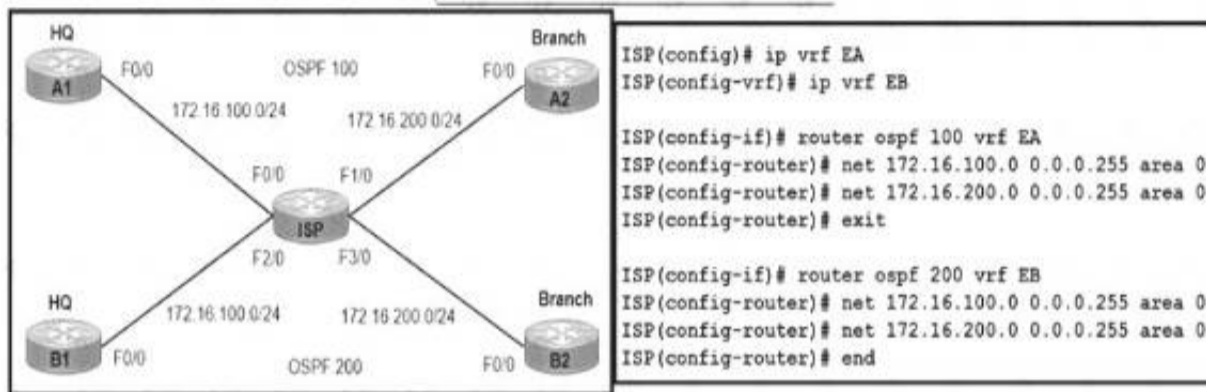 HQ
Branch
F0/0
OSPF 100
F0/0
A1
A2
172.16.100.0/24
172.16.200.0/24
F0/0
F1/0
ISP
F2/0
F3/0
HQ
Branch
172.16.100.0/24
172.16.200.0/24
B1
F0/0
OSPF 200
F0/0
B2
ISP(config)# ip vrf EA
ISP(config-vrf)# ip vrf EB
ISP(config-if)# router ospf 100 vrf EA
ISP(config-router)# net 172.16.100.0 0.0.0.255 area 0
ISP(config-router)# net 172.16.200.0 0.0.0.255 area 0
ISP(config-router)# exit
ISP(config-if)# router ospf 200 vrf EB
ISP(config-router)# net 172.16.100.0 0.0.0.255 area 0
ISP(config-router)# net 172.16.200.0 0.0.0.255 area 0
ISP(config-router)# end